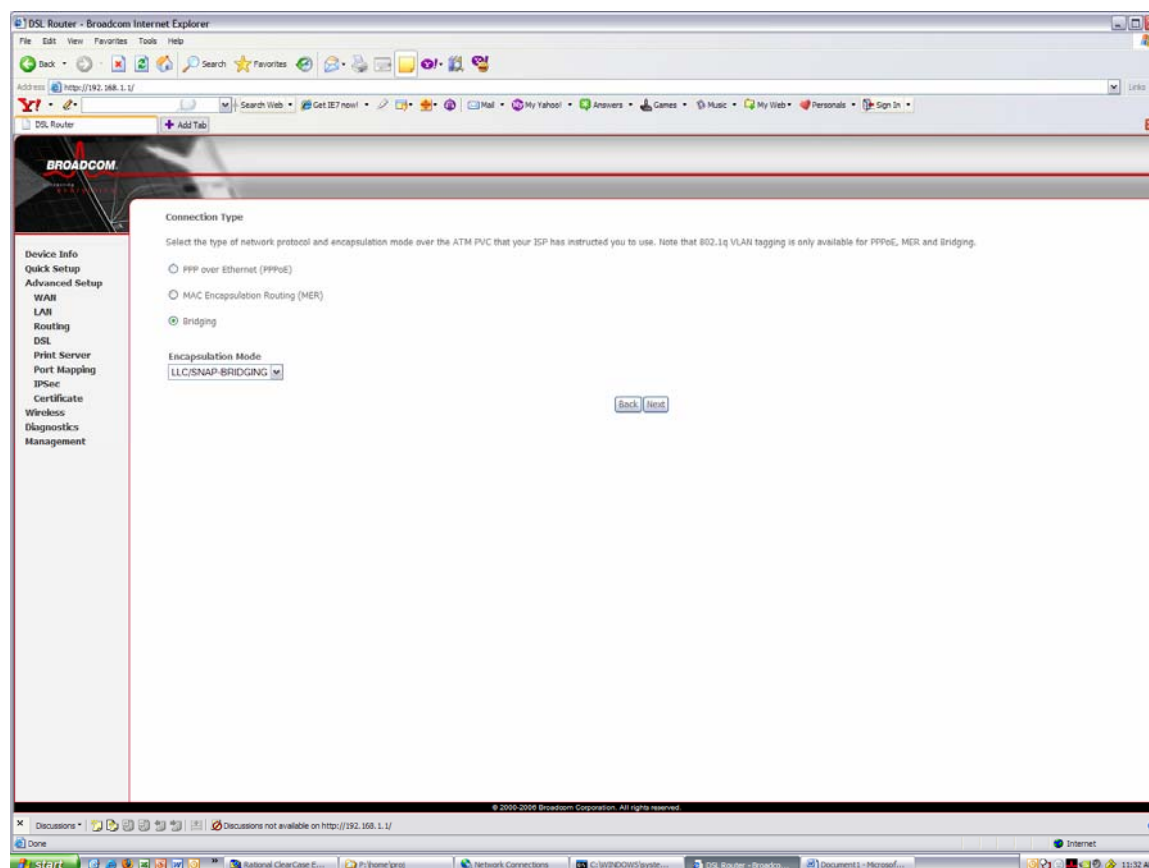 DSL Router - Broadcom Internet Explorer
File Edit View Favorites Tools Help
Back Search Favorites
Address http://192.168.1.1/ Links
Y! Search Web Get IE7 now! Mail My Yahoo! Answers Games Music My Web Personals Sign In
DSL Router Add Tab
BROADCOM
Connection Type
Select the type of network protocol and encapsulation mode over the ATM PVC that your ISP has instructed you to use. Note that 802.1q VLAN tagging is only available for PPPoE, MER and Bridging.
Device Info
Quick Setup
Advanced Setup
WAN
LAN
Routing
DSL
Print Server
Port Mapping
IPSec
Certificate
Wireless
Diagnostics
Management
PPP over Ethernet (PPPoE)
MAC Encapsulation Routing (MER)
Bridging
Encapsulation Mode
LLC/SNAP-BRIDGING
Back Next
© 2000-2006 Broadcom Corporation. All rights reserved.
Discussions Discussions not available on http://192.168.1.1/
Done Internet
start Rational ClearCase E... P:\home\proj Network Connections C:\WINDOWS\syste... DSL Router - Broadco... Document1 - Microsof... 11:32 A